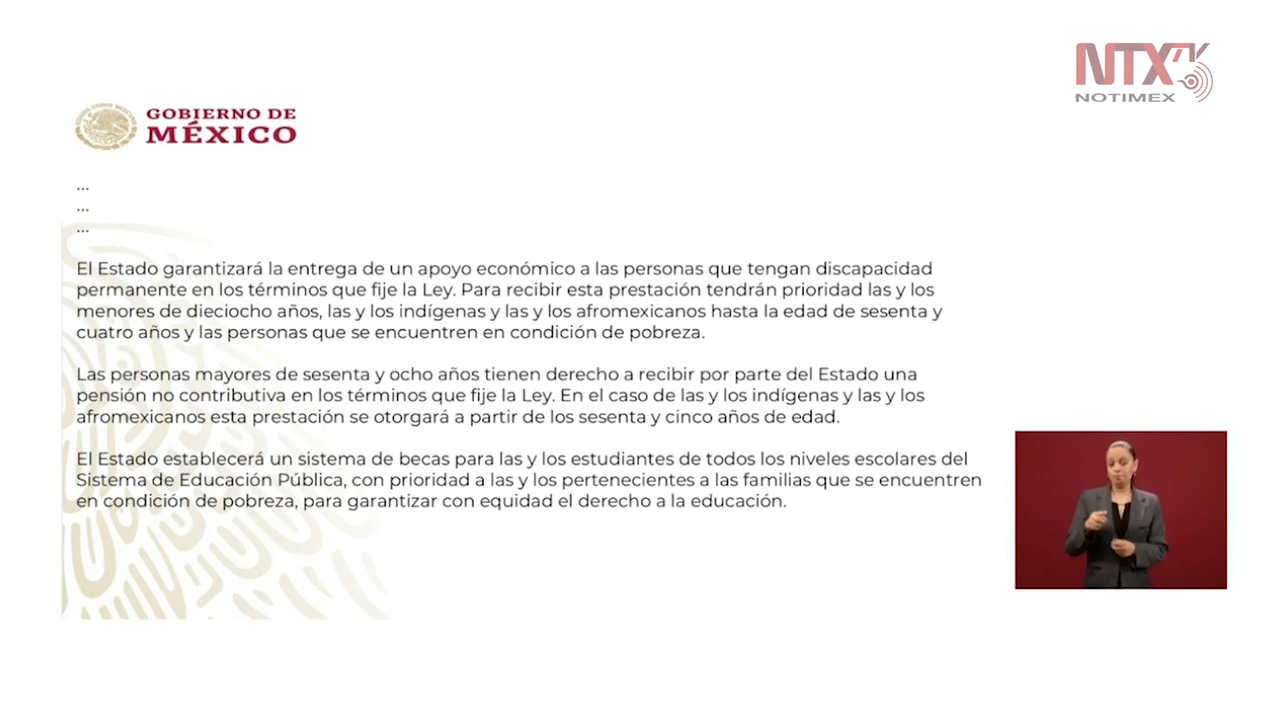 NTX
NOTIMEX
GOBIERNO DE
MÉXICO
...
...
...
El Estado garantizará la entrega de un apoyo económico a las personas que tengan discapacidad
permanente en los términos que fije la Ley. Para recibir esta prestación tendrán prioridad las y los
menores de dieciocho años, las y los indígenas y las y los afromexicanos hasta la edad de sesenta y
cuatro años y las personas que se encuentren en condición de pobreza.
Las personas mayores de sesenta y ocho años tienen derecho a recibir por parte del Estado una
pensión no contributiva en los términos que fije la Ley. En el caso de las y los indígenas y las y los
afromexicanos esta prestación se otorgará a partir de los sesenta y cinco años de edad.
El Estado establecerá un sistema de becas para las y los estudiantes de todos los niveles escolares del
Sistema de Educación Pública, con prioridad a las y los pertenecientes a las familias que se encuentren
en condición de pobreza, para garantizar con equidad el derecho a la educación.